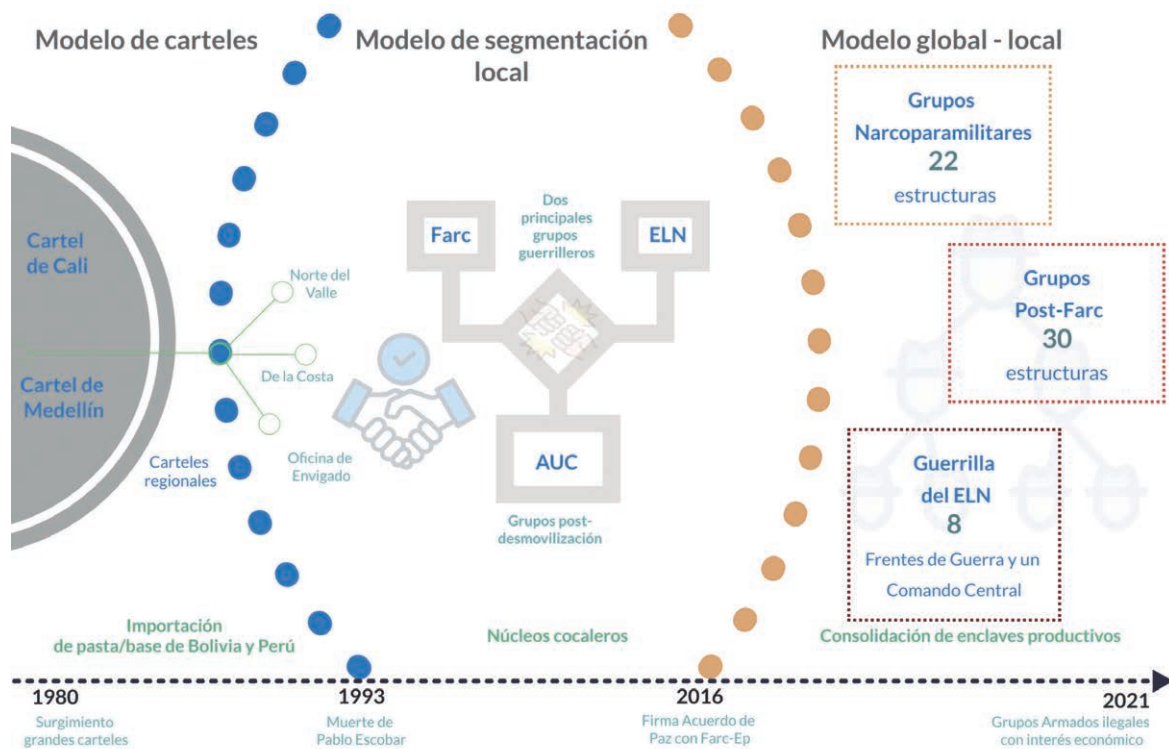 Modelo de carteles
Cartel
de Cali
Cartel de
Medellín
Norte del
Valle
De la Costa
Oficina de
Envigado
Carteles
regionales
Importación
de pasta/base de Bolivia y Perú
Modelo de segmentación
local
Dos
principales
grupos
guerrilleros
Farc
ELN
AUC
Grupos post-
desmovilización
Núcleos cocaleros
Modelo global - local
Grupos
Narcoparamilitares
22
estructuras
Grupos
Post-Farc
30
estructuras
Guerrilla
del ELN
8
Frentes de Guerra y un
Comando Central
Consolidación de enclaves productivos
1980
Surgimiento
grandes carteles
1993
Muerte de
Pablo Escobar
2016
Firma Acuerdo de
Paz con Farc-Ep
2021
Grupos Armados ilegales
con interés económico